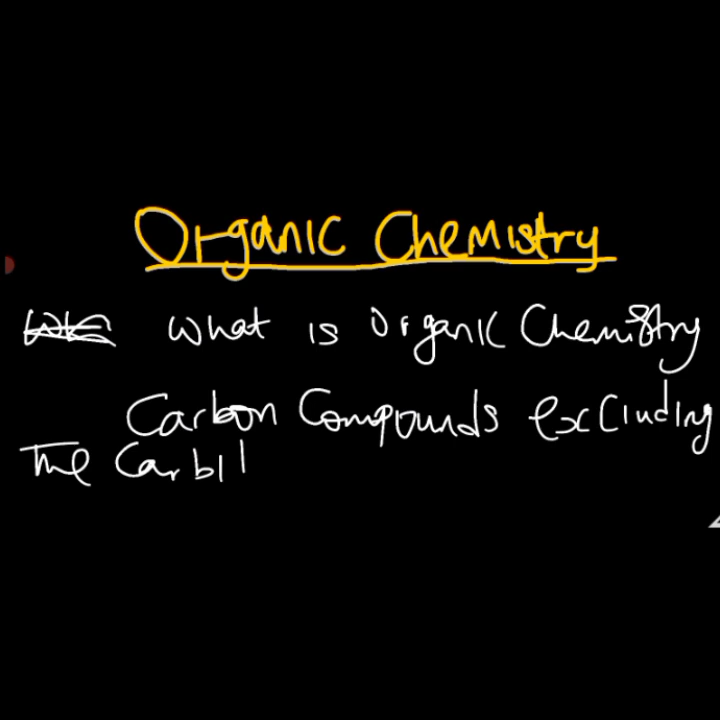 Organic Chemistry
What is Organic Chemistry
Carbon Compounds excluding
The